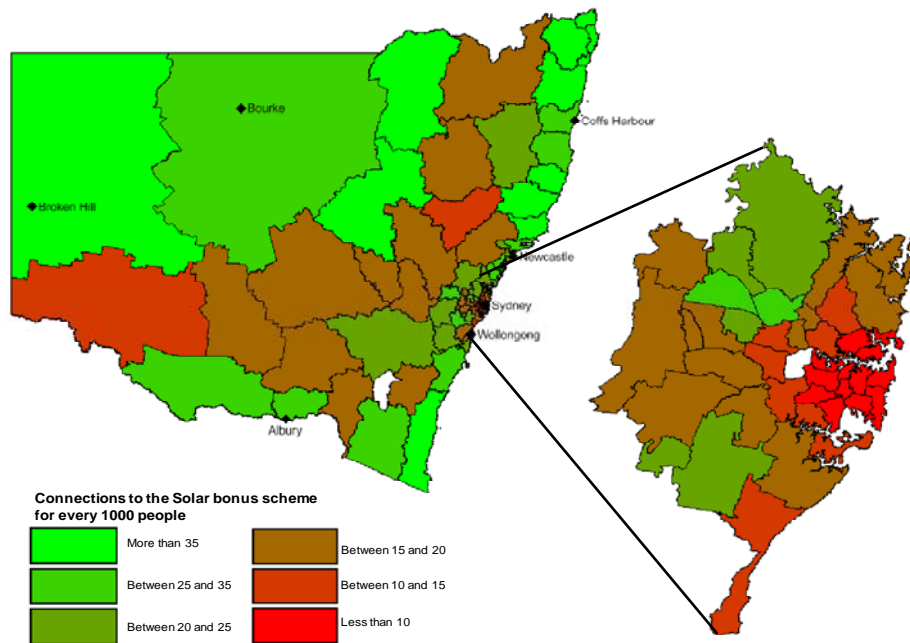 Bourke
Coffs Harbour
Broken Hill
Newcastle
Sydney
Wollongong
Albury
Connections to the Solar bonus scheme
for every 1000 people
More than 35
Between 15 and 20
Between 25 and 35
Between 10 and 15
Between 20 and 25
Less than 10